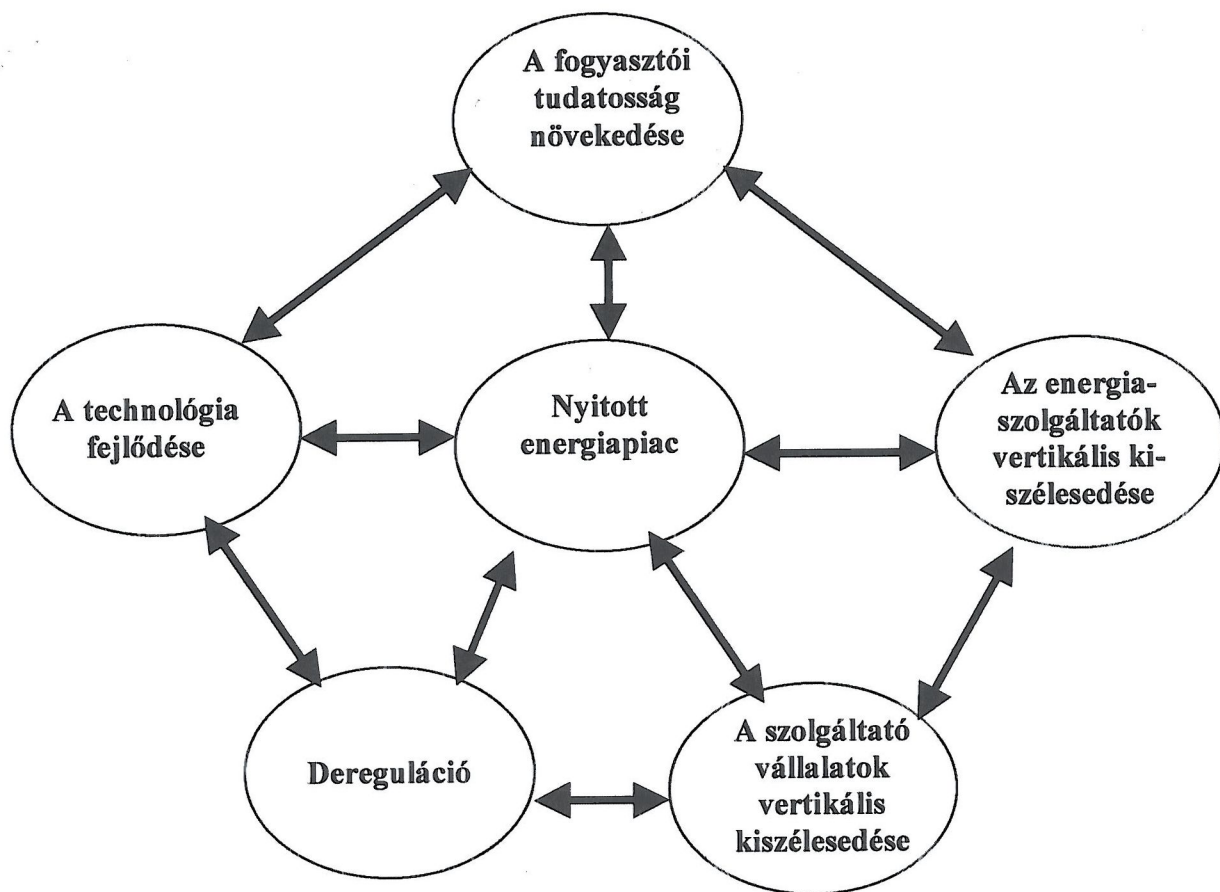 A fogyasztói
tudatosság
növekedése
A technológia
fejlődése
Nyitott
energiapiac
Az energia-
szolgáltatók
vertikális ki-
szélesedése
Dereguláció
A szolgáltató
vállalatok
vertikális
kiszélesedése